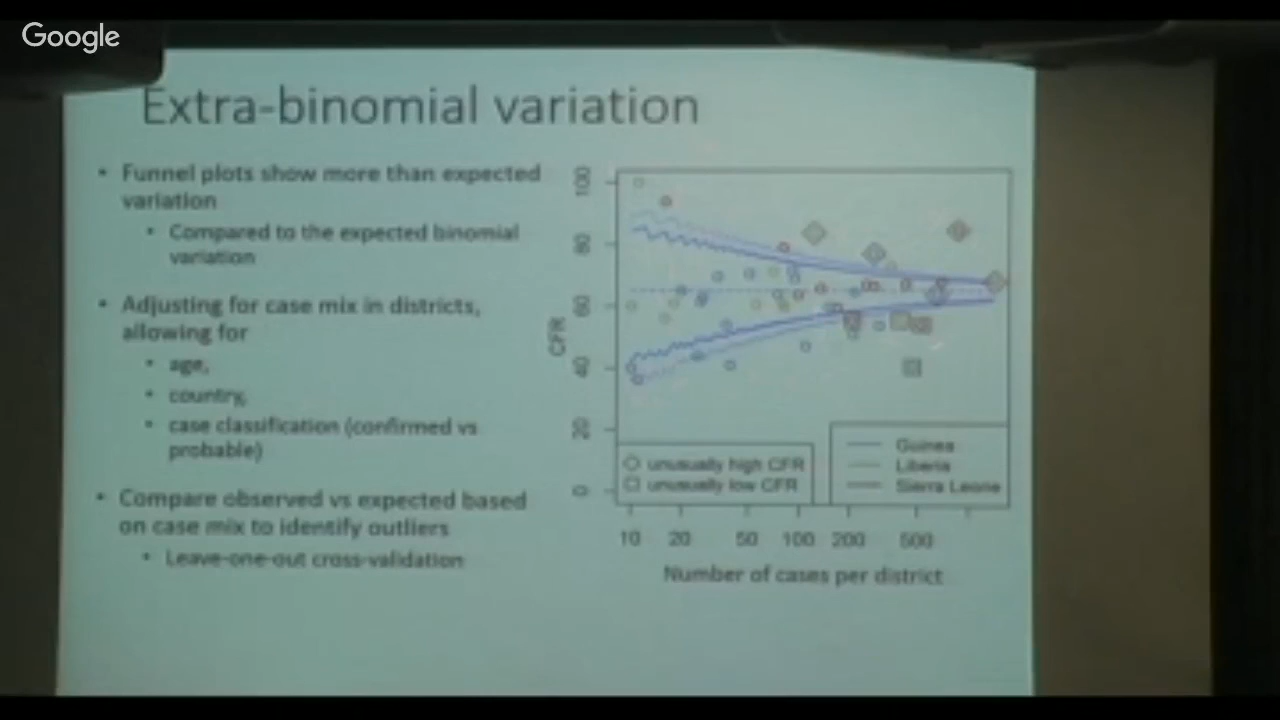 Google
Extra-binomial variation
• Funnel plots show more than expected
variation
• Compared to the expected binomial
variation
• Adjusting for case mix in districts,
allowing for
• age,
• country,
• case classification (confirmed vs
probable)
• Compare observed vs expected based
on case mix to identify outliers
• Leave-one-out cross-validation
CFR
100
80
60
40
20
0
unusually high CFR
unusually low CFR
Guinea
Liberia
Sierra Leone
10 20 50 100 200 500
Number of cases per district